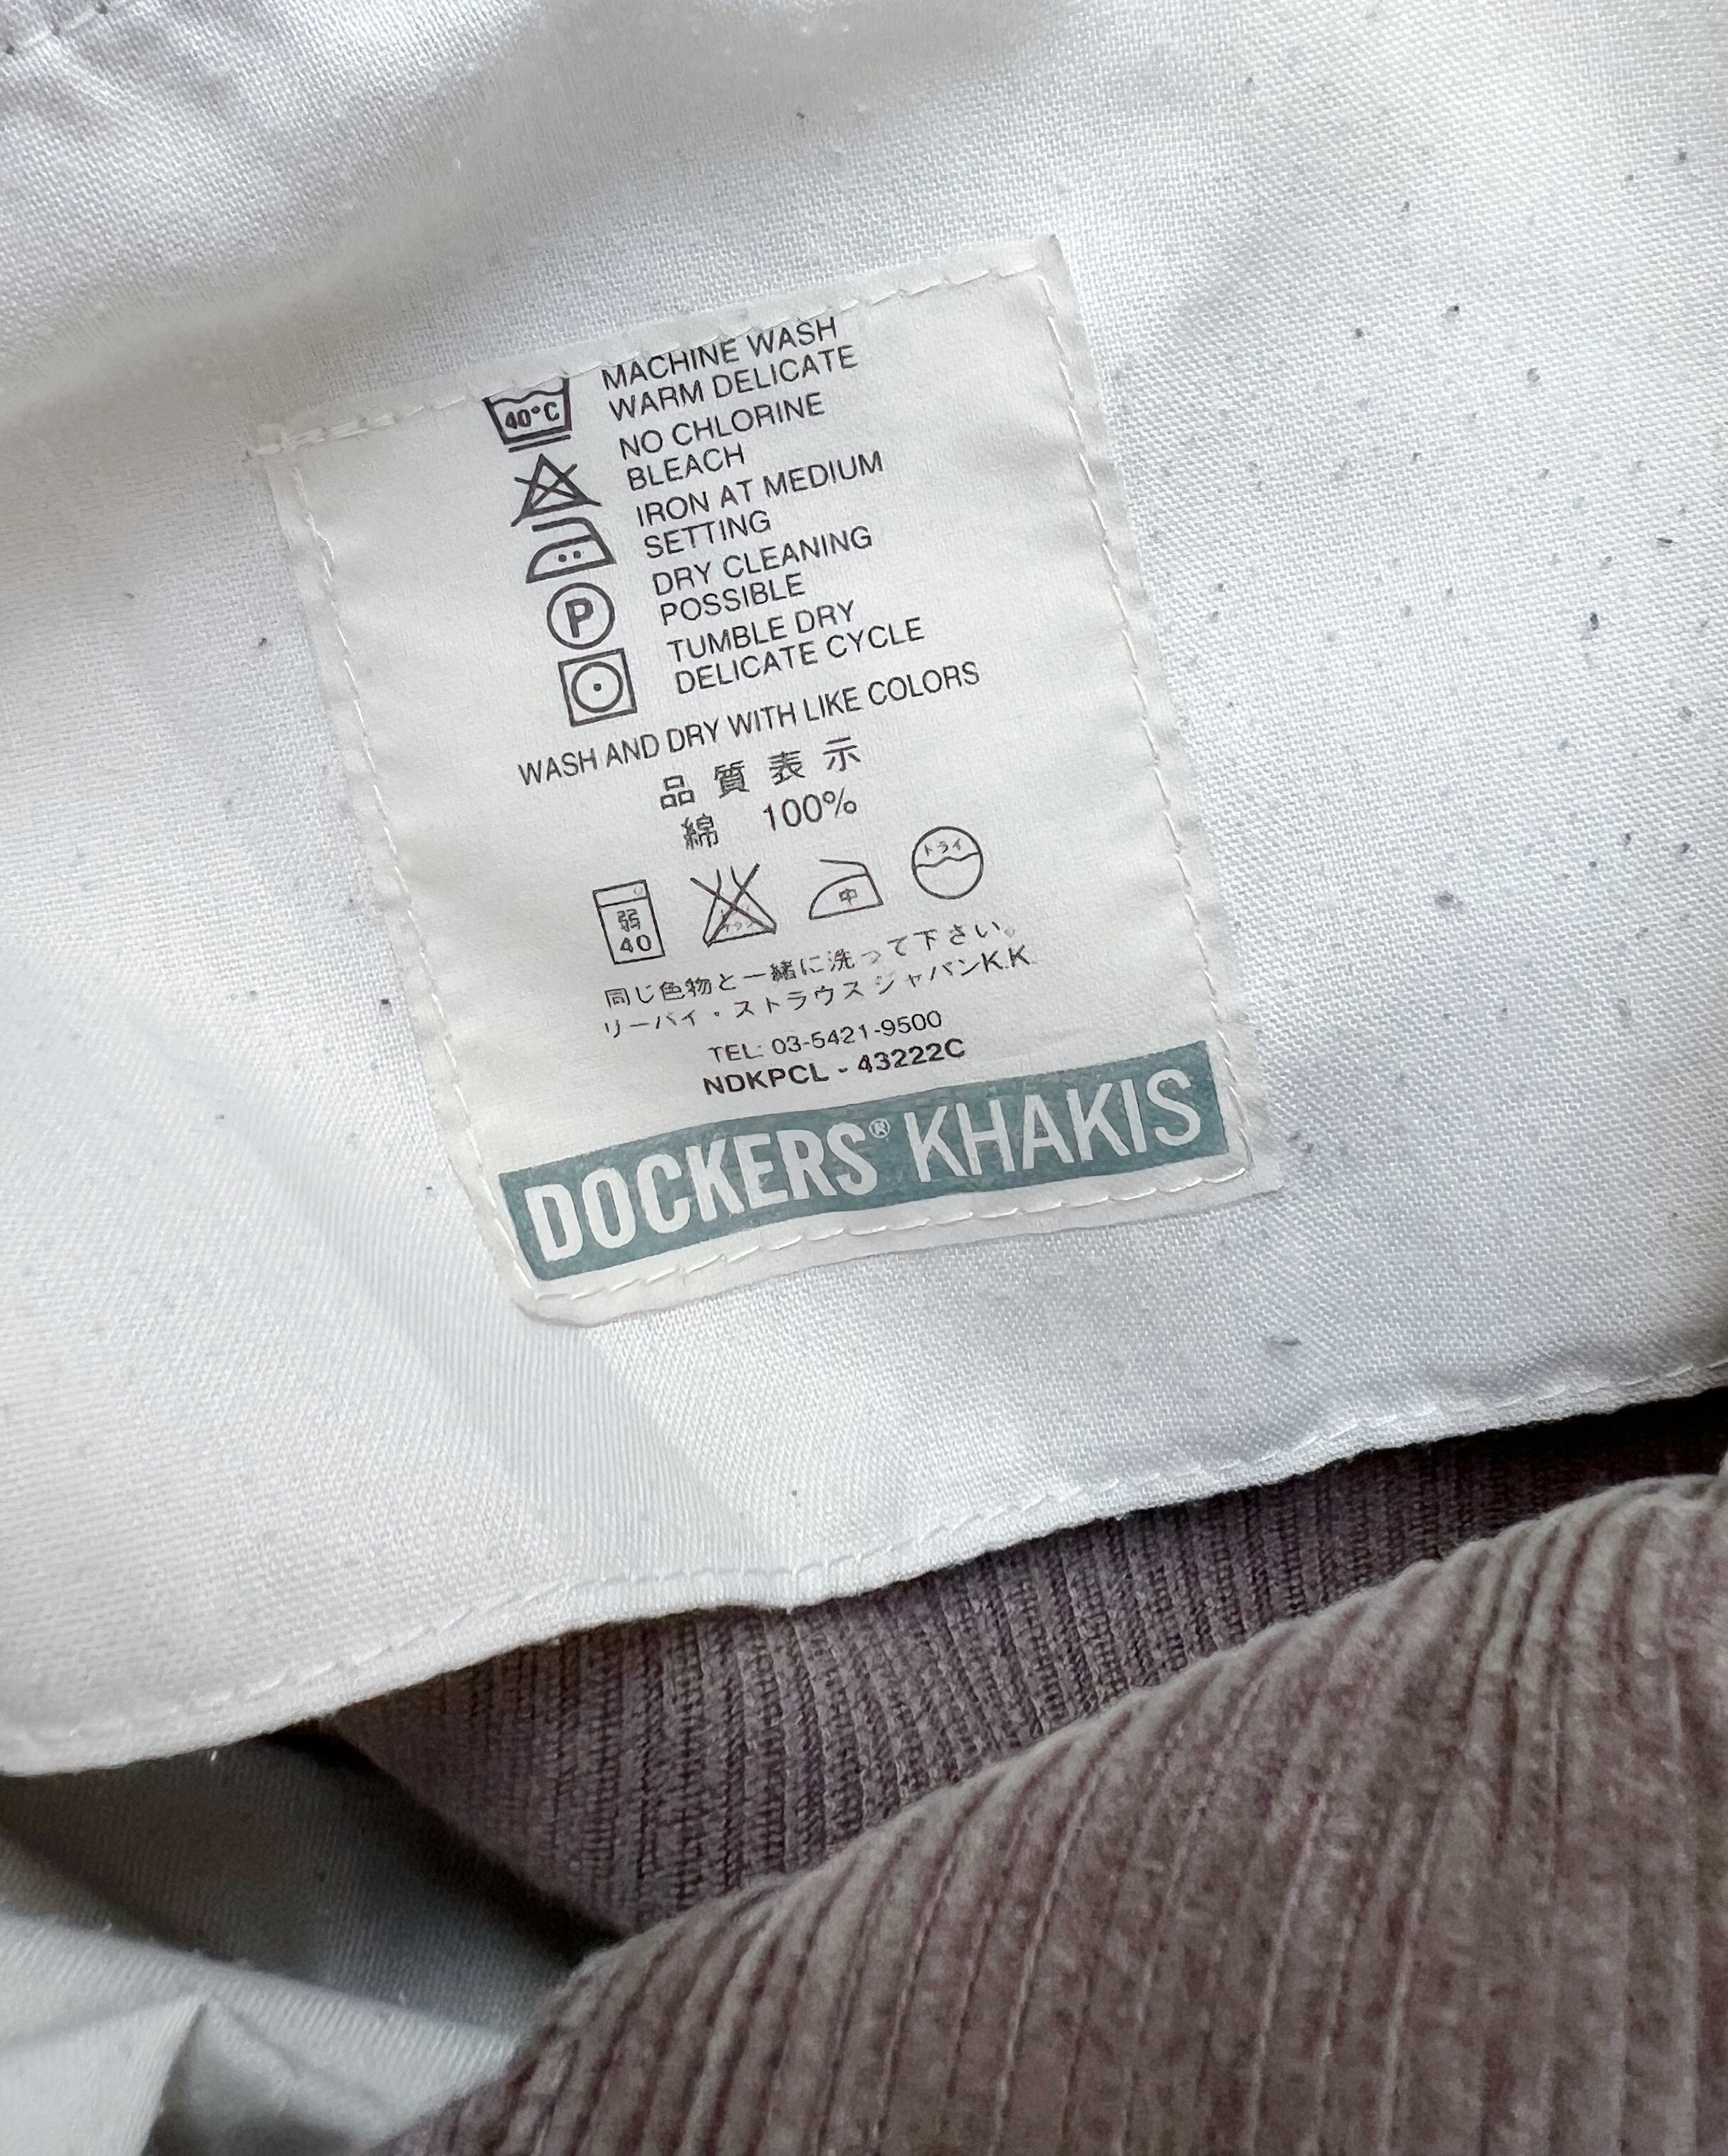 MACHINE WASH
40°C WARM DELICATE
NO CHLORINE
BLEACH
IRON AT MEDIUM
SETTING
DRY CLEANING
P POSSIBLE
TUMBLE DRY
DELICATE CYCLE
WASH AND DRY WITH LIKE COLORS
品質表示
綿 100%
弱 中 ドライ
40
同じ色物と一緒に洗って下さい。
リーバイ・ストラウス ジャパンK.K.
TEL: 03-5421-9500
NDKPCL - 43222C
DOCKERS® KHAKIS